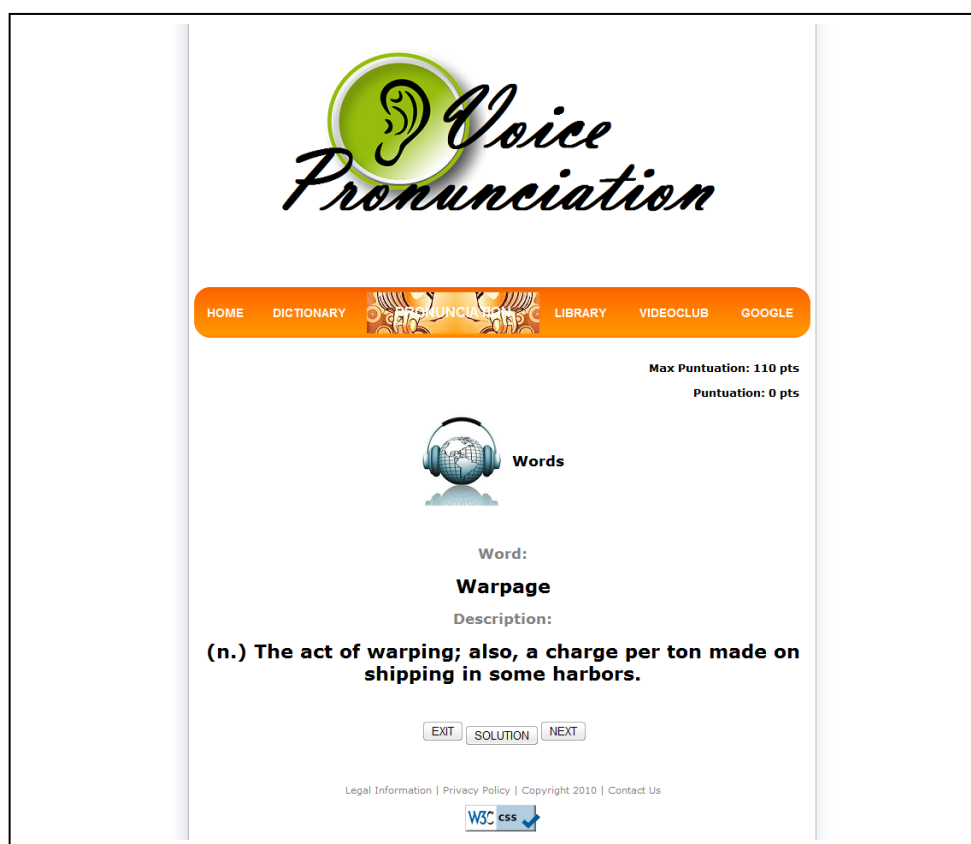 Voice
Pronunciation
HOME DICTIONARY PRONUNCIATION LIBRARY VIDEOCLUB GOOGLE
Max Puntuation: 110 pts
Puntuation: 0 pts
Words
Word:
Warpage
Description:
(n.) The act of warping; also, a charge per ton made on
shipping in some harbors.
EXIT SOLUTION NEXT
Legal Information | Privacy Policy | Copyright 2010 | Contact Us
W3C css